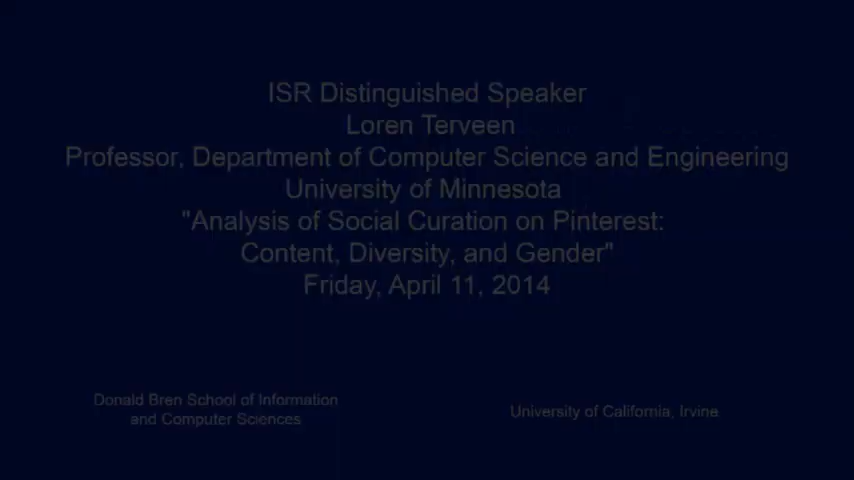 ISR Distinguished Speaker
Loren Terveen
Professor, Department of Computer Science and Engineering
University of Minnesota
"Analysis of Social Curation on Pinterest:
Content, Diversity, and Gender"
Friday, April 11, 2014
Donald Bren School of Information
and Computer Sciences
University of California, Irvine